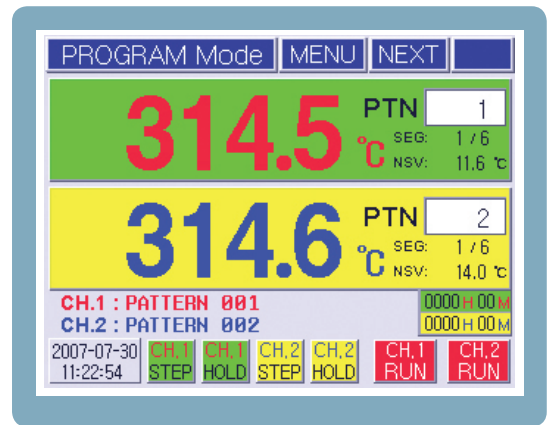 PROGRAM Mode MENU NEXT
314.5 °C PTN 1
SEG: 1 / 6
NSV: 11.6 ℃
314.6 °C PTN 2
SEG: 1 / 6
NSV: 14.0 ℃
CH.1 : PATTERN 001 0000 H 00 M
CH.2 : PATTERN 002 0000 H 00 M
2007-07-30 CH,1 CH,1 CH,2 CH,2 CH,1 CH,2
11:22:54 STEP HOLD STEP HOLD RUN RUN